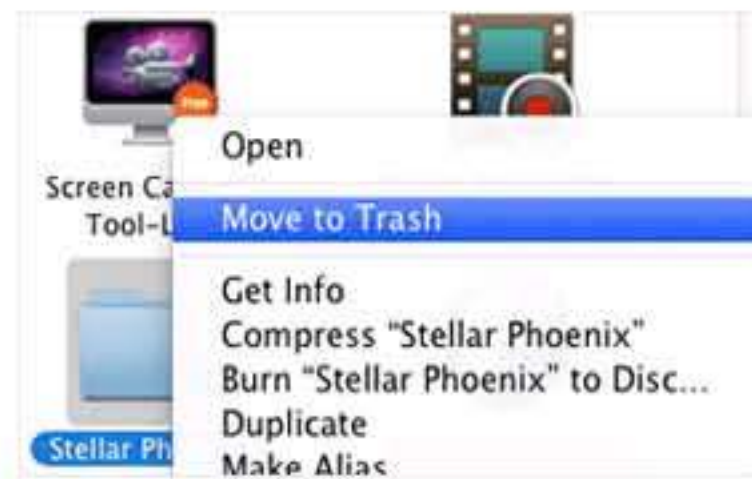 Free
Screen Ca
Tool-L
Stellar Ph
Open
Move to Trash
Get Info
Compress “Stellar Phoenix”
Burn “Stellar Phoenix” to Disc...
Duplicate
Make Alias